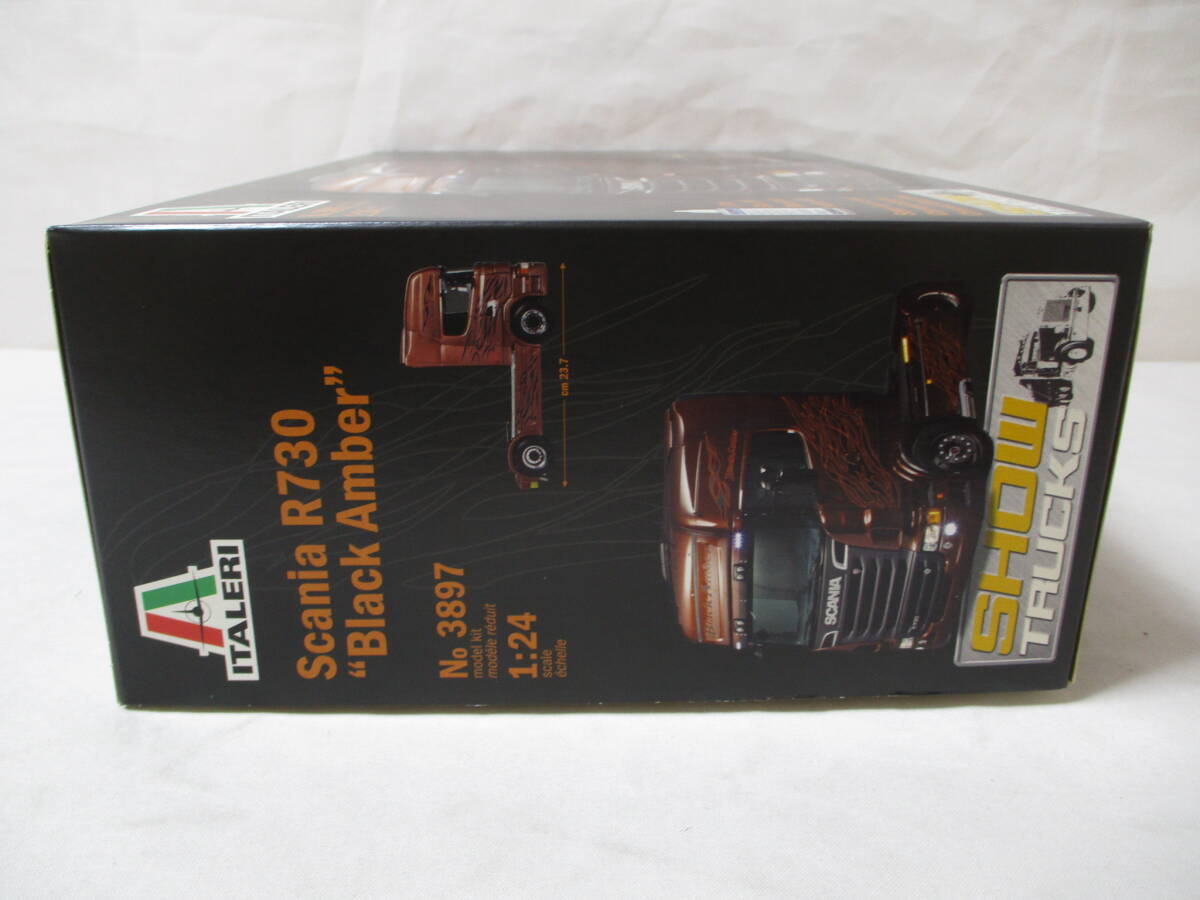 ITALERI
Scania R730
“Black Amber”
No 3897
model kit
modèle réduit
1:24
scale
échelle
cm 23.7
SCANIA
SHOW
TRUCKS